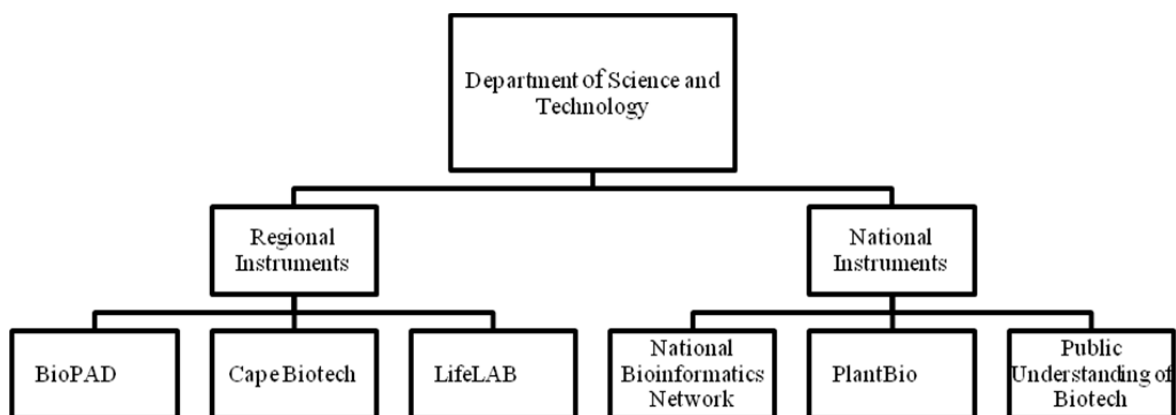 Department of Science and
Technology
Regional
Instruments
National
Instruments
BioPAD
Cape Biotech
LifeLAB
National
Bioinformatics
Network
PlantBio
Public
Understanding of
Biotech